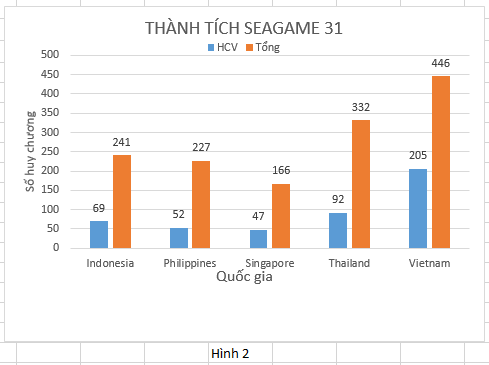 THÀNH TÍCH SEAGAME 31
HCV Tổng
Số huy chương
500
450
400
350
300
250
200
150
100
50
0
69 241
52 227
47 166
92 332
205 446
Indonesia Philippines Singapore Thailand Vietnam
Quốc gia
Hình 2